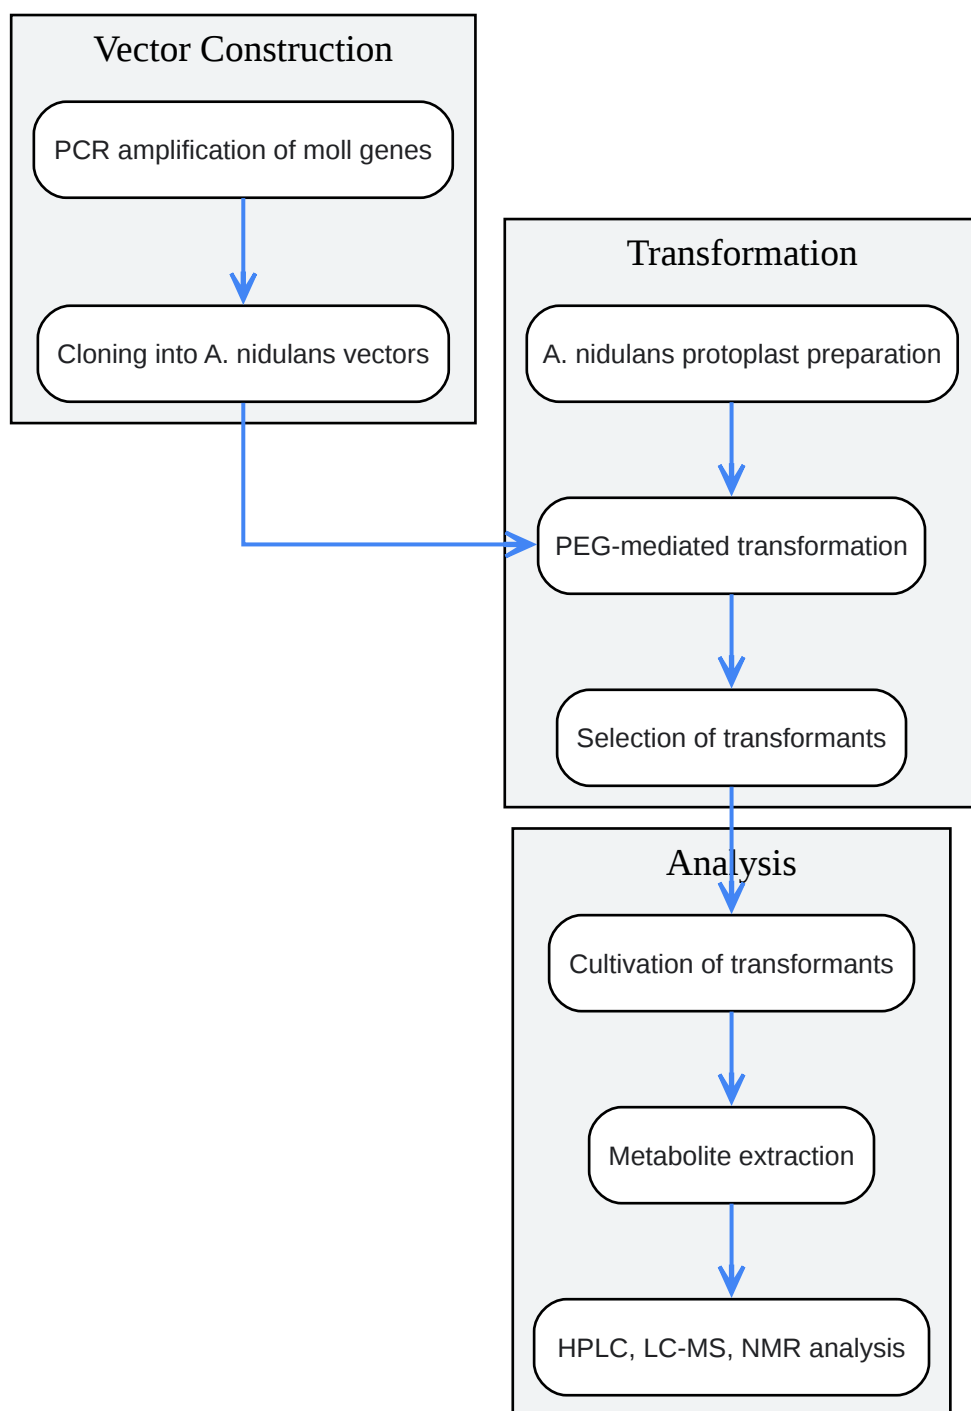 Vector Construction
PCR amplification of moll genes
Cloning into A. nidulans vectors
Transformation
A. nidulans protoplast preparation
PEG-mediated transformation
Selection of transformants
Analysis
Cultivation of transformants
Metabolite extraction
HPLC, LC-MS, NMR analysis